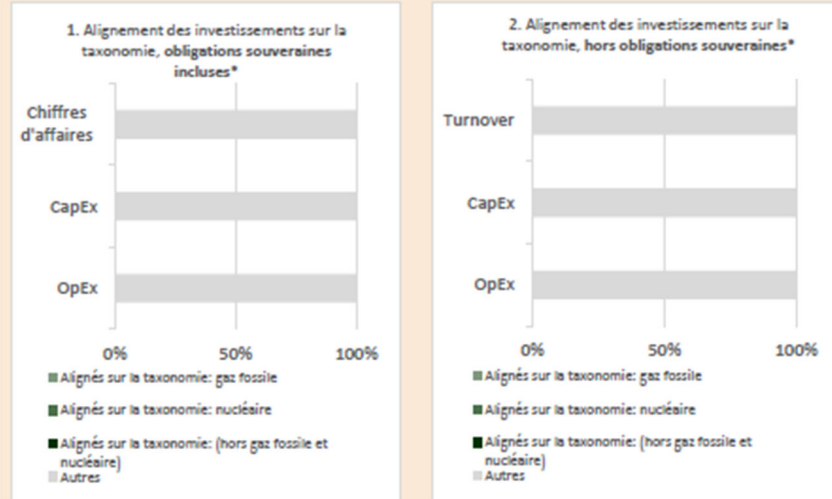 1. Alignement des investissements sur la
taxonomie, obligations souveraines
incluses*
Chiffres
d'affaires
CapEx
OpEx
0% 50% 100%
Alignés sur la taxonomie: gaz fossile
Alignés sur la taxonomie: nucléaire
Alignés sur la taxonomie: (hors gaz fossile et
nucléaire)
Autres
2. Alignement des investissements sur la
taxonomie, hors obligations souveraines*
Turnover
CapEx
OpEx
0% 50% 100%
Alignés sur la taxonomie: gaz fossile
Alignés sur la taxonomie: nucléaire
Alignés sur la taxonomie: (hors gaz fossile et
nucléaire)
Autres